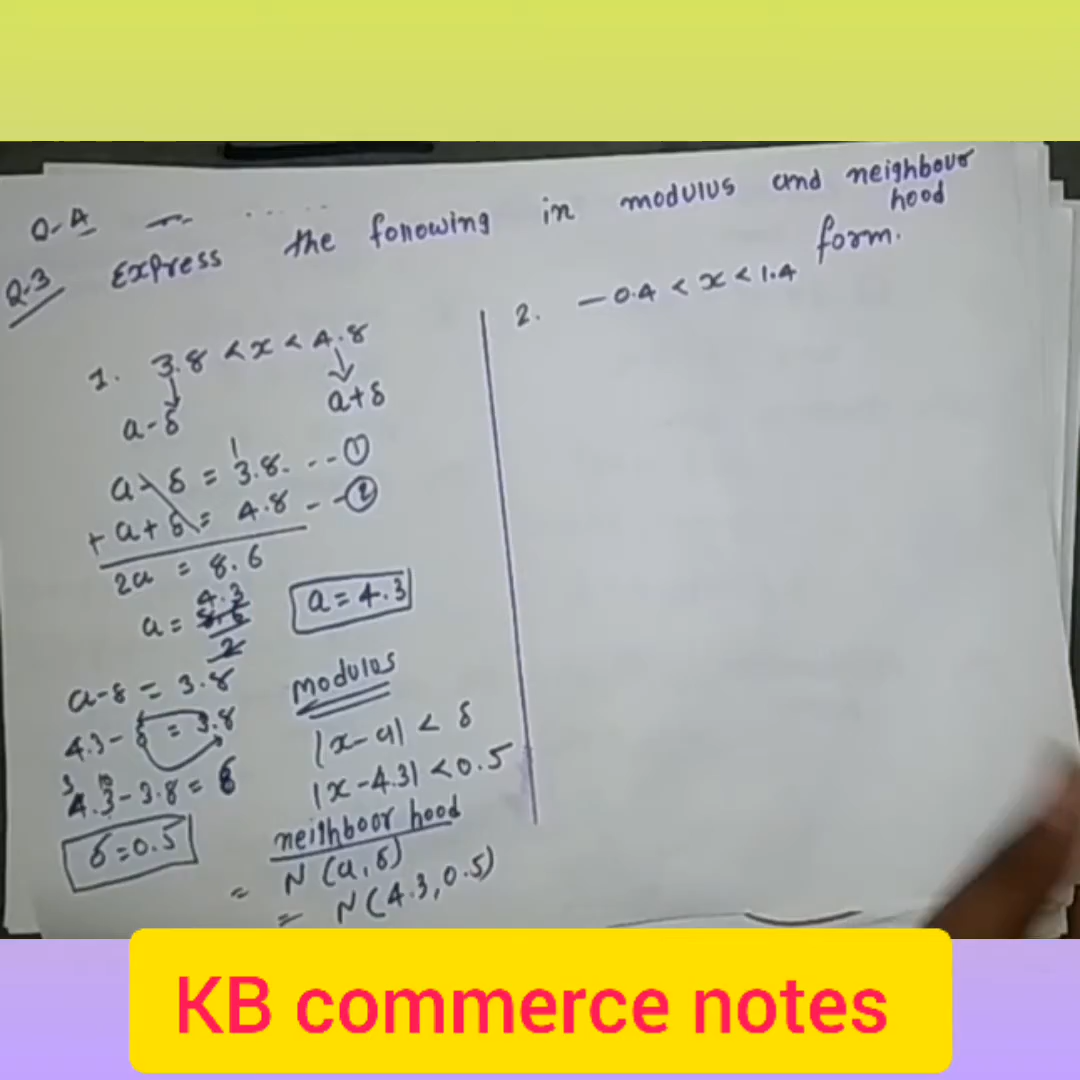 Q-A
Q.3 Express the following in modulus and neighbour hood form.
1. 3.8 < x < 4.8
a-δ a+δ
a-δ = 3.8. --①
+ a+δ = 4.8 --②
2a = 8.6
a = 4.3
2
a = 4.3
a-δ = 3.8
4.3-δ = 3.8
4.3-3.8 = δ
δ=0.5
modulus
|x-a| < δ
|x-4.3| <0.5
neighboor hood
= N (a,δ)
= N(4.3,0.5)
2. -0.4 < x < 1.4
KB commerce notes